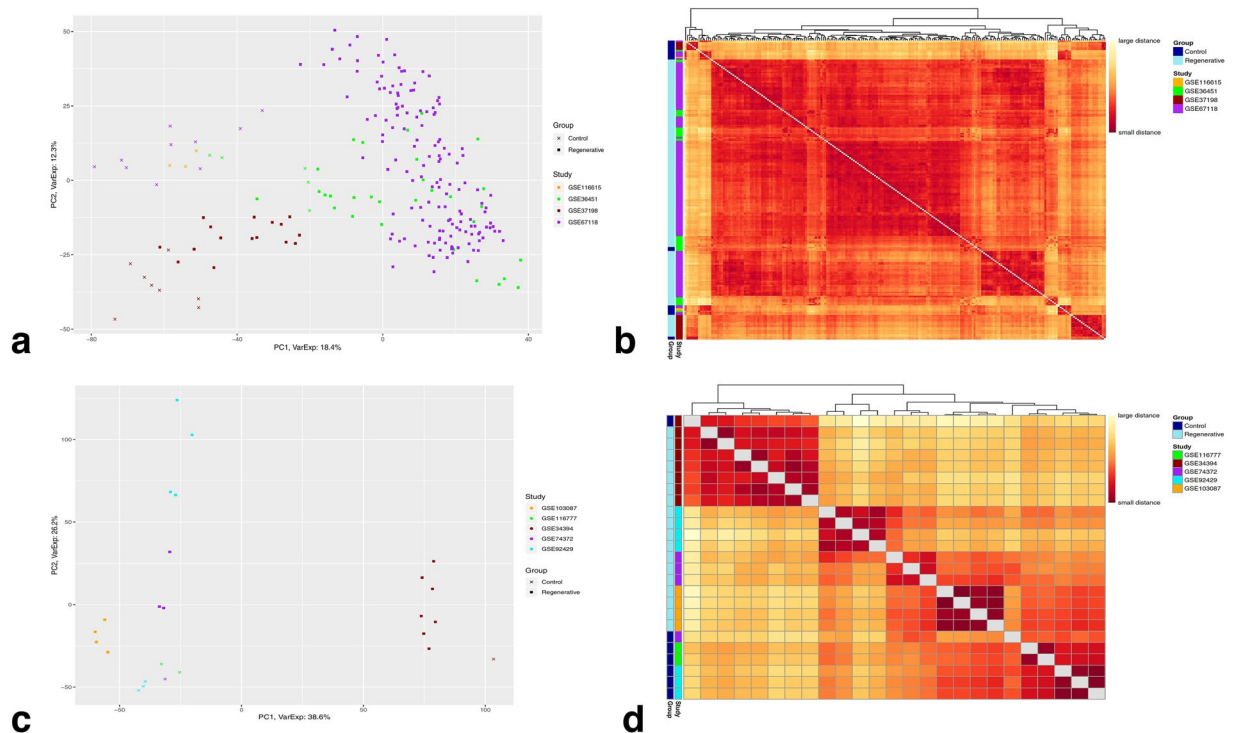 50
25
0
−25
−50
−80
−40
0
40
PC2, VarExp: 12.3%
PC1, VarExp: 18.4%
Group
Control
Regenerative
Study
GSE116615
GSE36451
GSE37198
GSE67118
a
large distance
small distance
Group
Control
Regenerative
Study
GSE116615
GSE36451
GSE37198
GSE67118
Group
Study
b
100
50
0
−50
−50
0
50
100
PC2, VarExp: 26.2%
PC1, VarExp: 38.6%
Study
GSE103087
GSE116777
GSE34394
GSE74372
GSE92429
Group
Control
Regenerative
c
large distance
small distance
Group
Control
Regenerative
Study
GSE116777
GSE34394
GSE74372
GSE92429
GSE103087
Group
Study
d